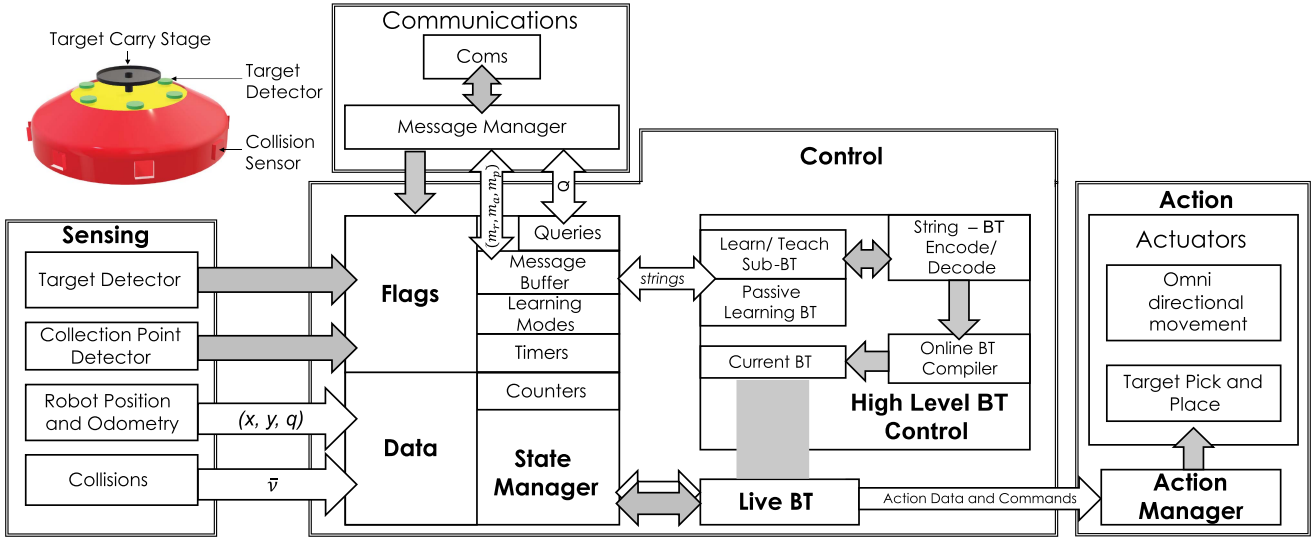 Target Carry Stage
Target
Detector
Collision
Sensor
Communications
Coms
Message Manager
(mᵣ, mₐ, mₚ)
Q
Sensing
Target Detector
Collection Point
Detector
Robot Position
and Odometry
(x, y, q)
Collisions
v̄
Control
Flags
Data
Queries
Message
Buffer
Learning
Modes
Timers
Counters
State
Manager
strings
Learn/ Teach
Sub-BT
Passive
Learning BT
String – BT
Encode/
Decode
Current BT
Online BT
Compiler
High Level BT
Control
Live BT
Action Data and Commands
Action
Actuators
Omni
directional
movement
Target Pick and
Place
Action
Manager